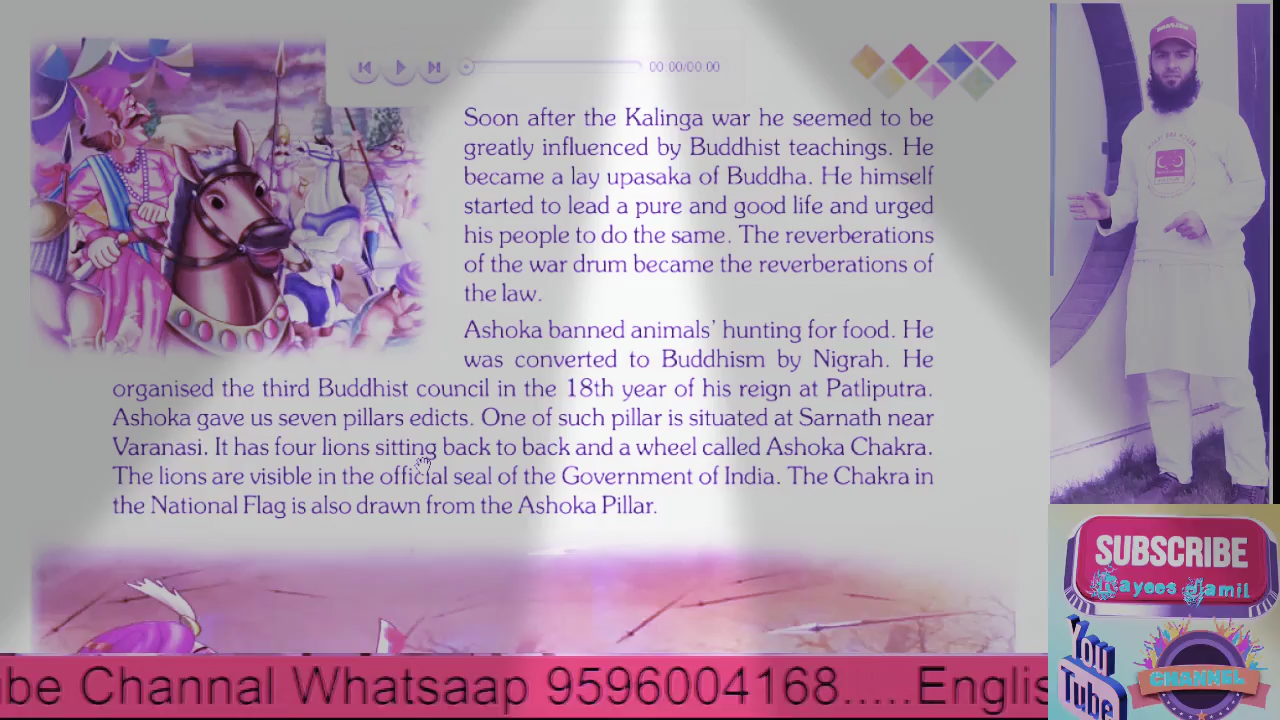 00:00/00:00
Soon after the Kalinga war he seemed to be
greatly influenced by Buddhist teachings. He
became a lay upasaka of Buddha. He himself
started to lead a pure and good life and urged
his people to do the same. The reverberations
of the war drum became the reverberations of
the law.
Ashoka banned animals' hunting for food. He
was converted to Buddhism by Nigrah. He
organised the third Buddhist council in the 18th year of his reign at Patliputra.
Ashoka gave us seven pillars edicts. One of such pillar is situated at Sarnath near
Varanasi. It has four lions sitting back to back and a wheel called Ashoka Chakra.
The lions are visible in the official seal of the Government of India. The Chakra in
the National Flag is also drawn from the Ashoka Pillar.
SUBSCRIBE
Rayees Jamil
You
Tube
CHANNEL
be Channal Whatsaap 9596004168.....Englis